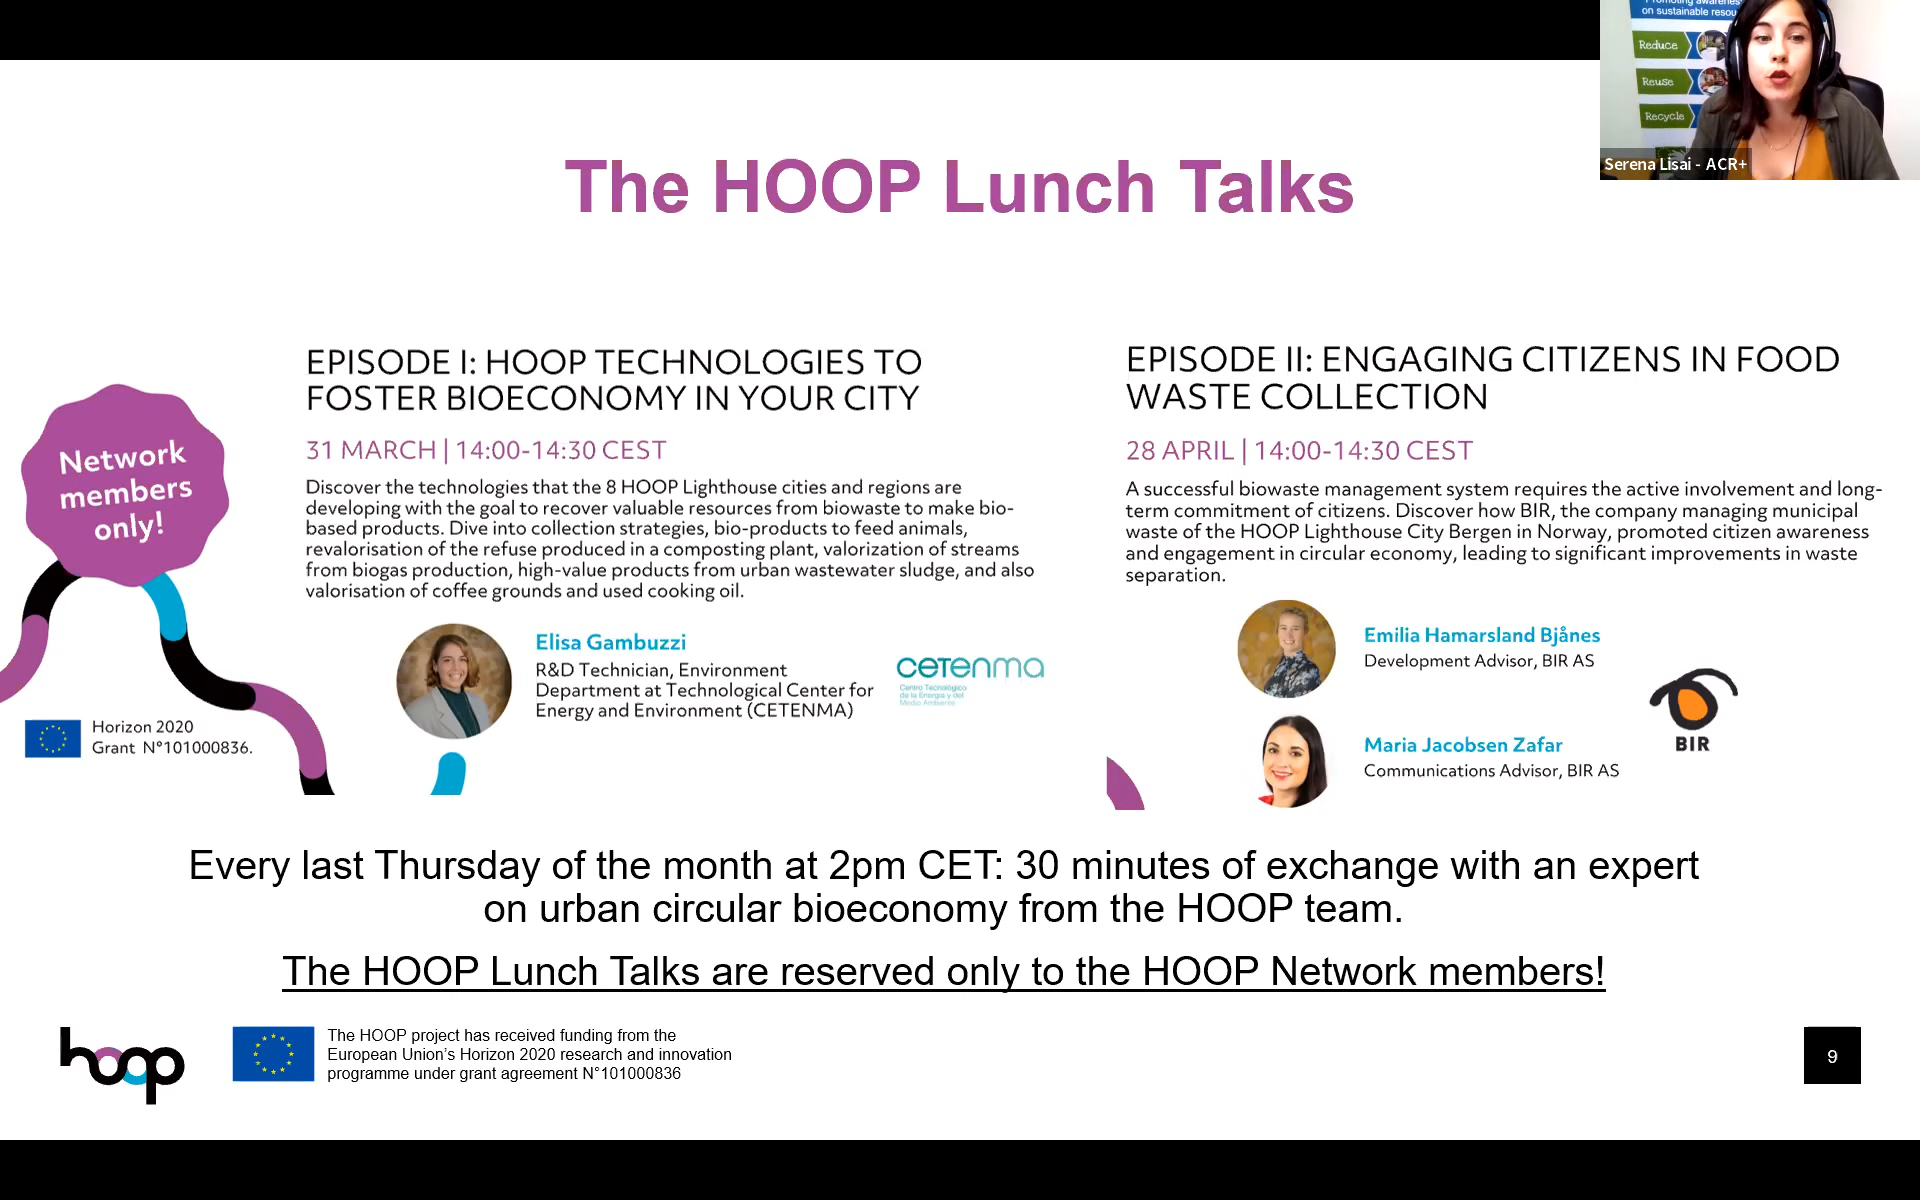 Promoting awareness
on sustainable resou
Reduce
Reuse
Recycle
Serena Lisai - ACR+
The HOOP Lunch Talks
Network
members
only!
Horizon 2020
Grant N°101000836.
EPISODE I: HOOP TECHNOLOGIES TO
FOSTER BIOECONOMY IN YOUR CITY
31 MARCH | 14:00-14:30 CEST
Discover the technologies that the 8 HOOP Lighthouse cities and regions are
developing with the goal to recover valuable resources from biowaste to make bio-
based products. Dive into collection strategies, bio-products to feed animals,
revalorisation of the refuse produced in a composting plant, valorization of streams
from biogas production, high-value products from urban wastewater sludge, and also
valorisation of coffee grounds and used cooking oil.
Elisa Gambuzzi
R&D Technician, Environment
Department at Technological Center for
Energy and Environment (CETENMA)
cetenma
Centro Tecnológico
de la Energía y del
Medio Ambiente
EPISODE II: ENGAGING CITIZENS IN FOOD
WASTE COLLECTION
28 APRIL | 14:00-14:30 CEST
A successful biowaste management system requires the active involvement and long-
term commitment of citizens. Discover how BIR, the company managing municipal
waste of the HOOP Lighthouse City Bergen in Norway, promoted citizen awareness
and engagement in circular economy, leading to significant improvements in waste
separation.
Emilia Hamarsland Bjånes
Development Advisor, BIR AS
Maria Jacobsen Zafar
Communications Advisor, BIR AS
BIR
Every last Thursday of the month at 2pm CET: 30 minutes of exchange with an expert
on urban circular bioeconomy from the HOOP team.
The HOOP Lunch Talks are reserved only to the HOOP Network members!
hoop
The HOOP project has received funding from the
European Union's Horizon 2020 research and innovation
programme under grant agreement N°101000836
9